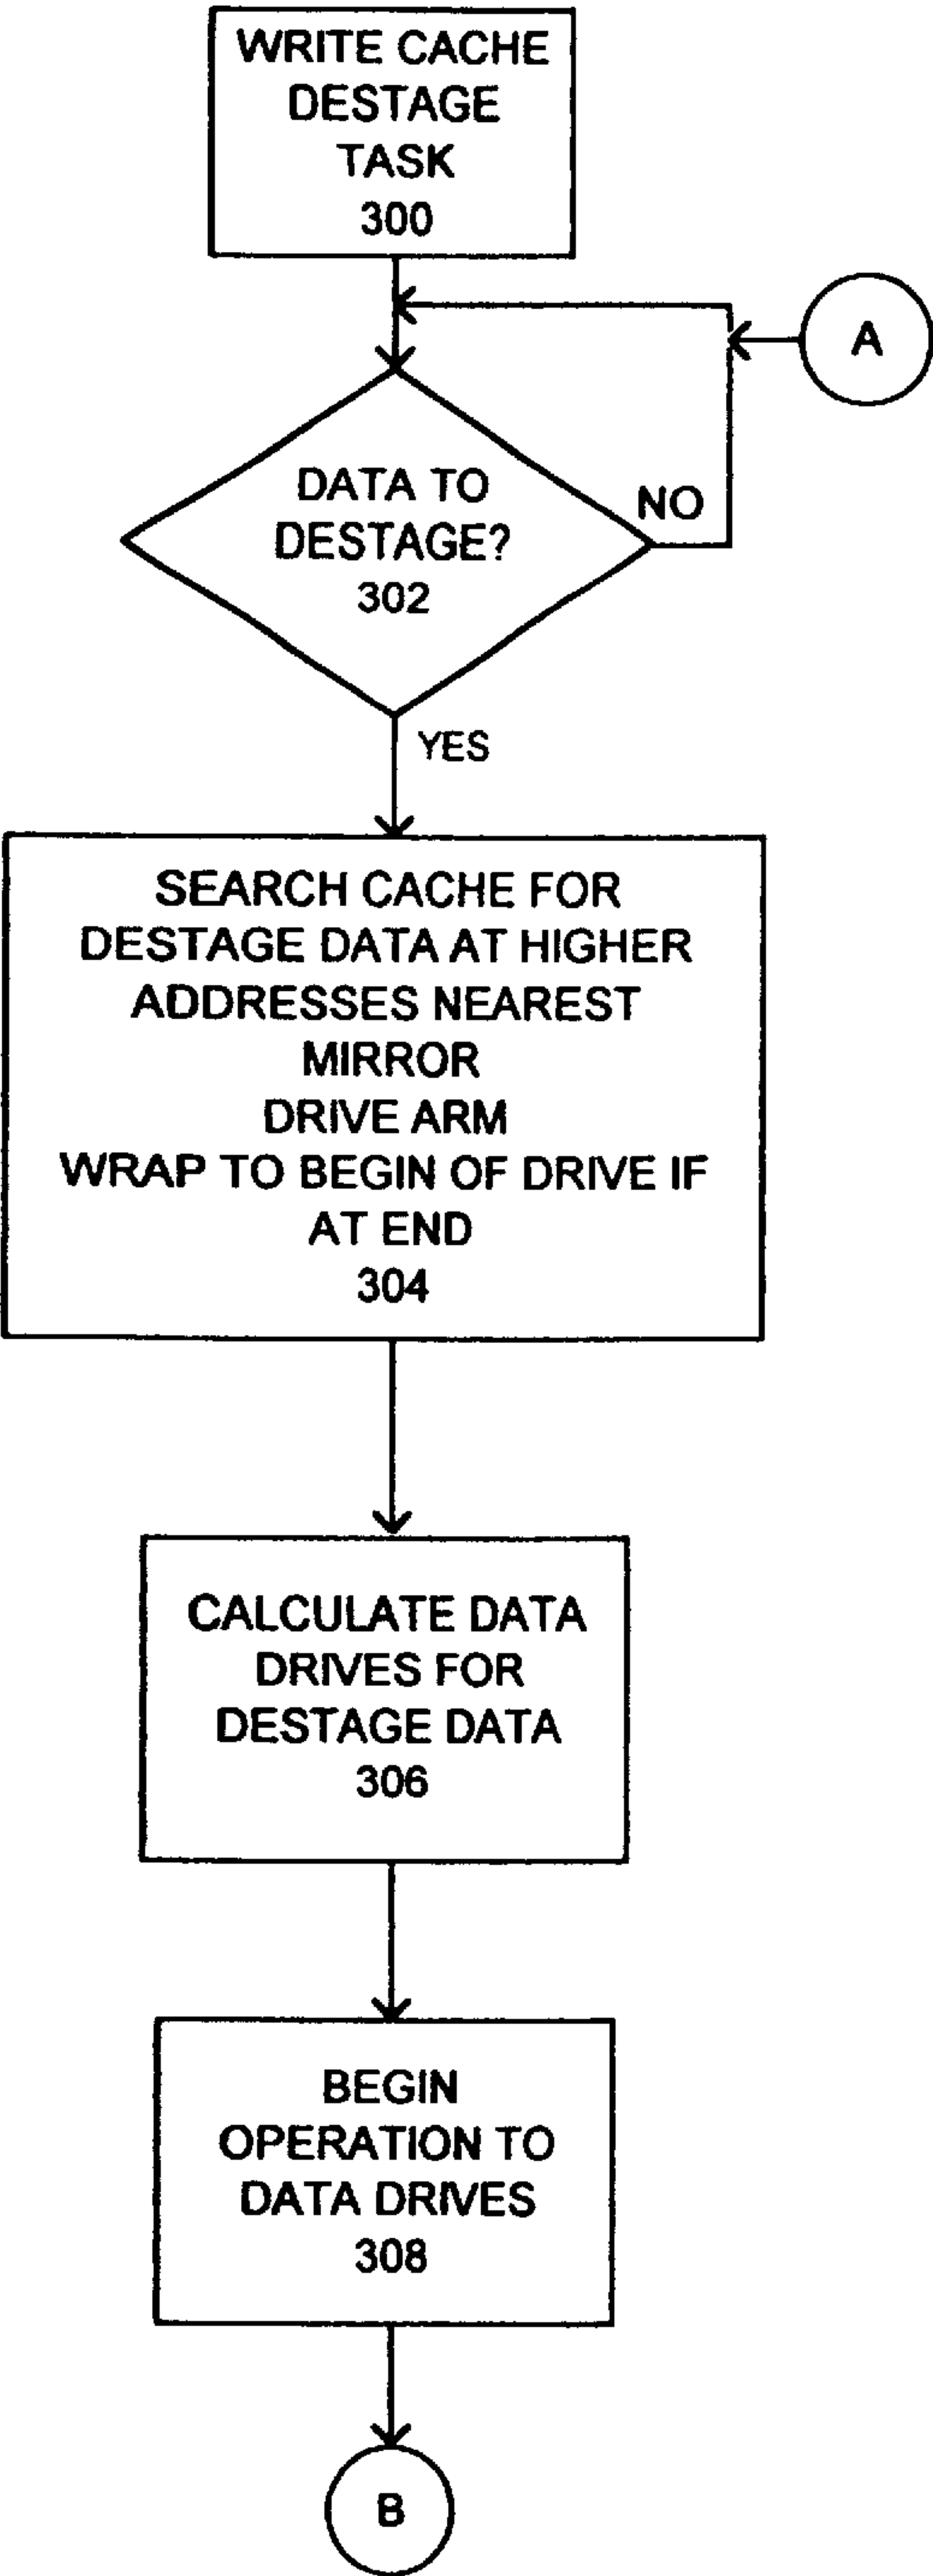 WRITE CACHE
DESTAGE
TASK
300
A
DATA TO
DESTAGE?
302
NO
YES
SEARCH CACHE FOR
DESTAGE DATA AT HIGHER
ADDRESSES NEAREST
MIRROR
DRIVE ARM
WRAP TO BEGIN OF DRIVE IF
AT END
304
CALCULATE DATA
DRIVES FOR
DESTAGE DATA
306
BEGIN
OPERATION TO
DATA DRIVES
308
B